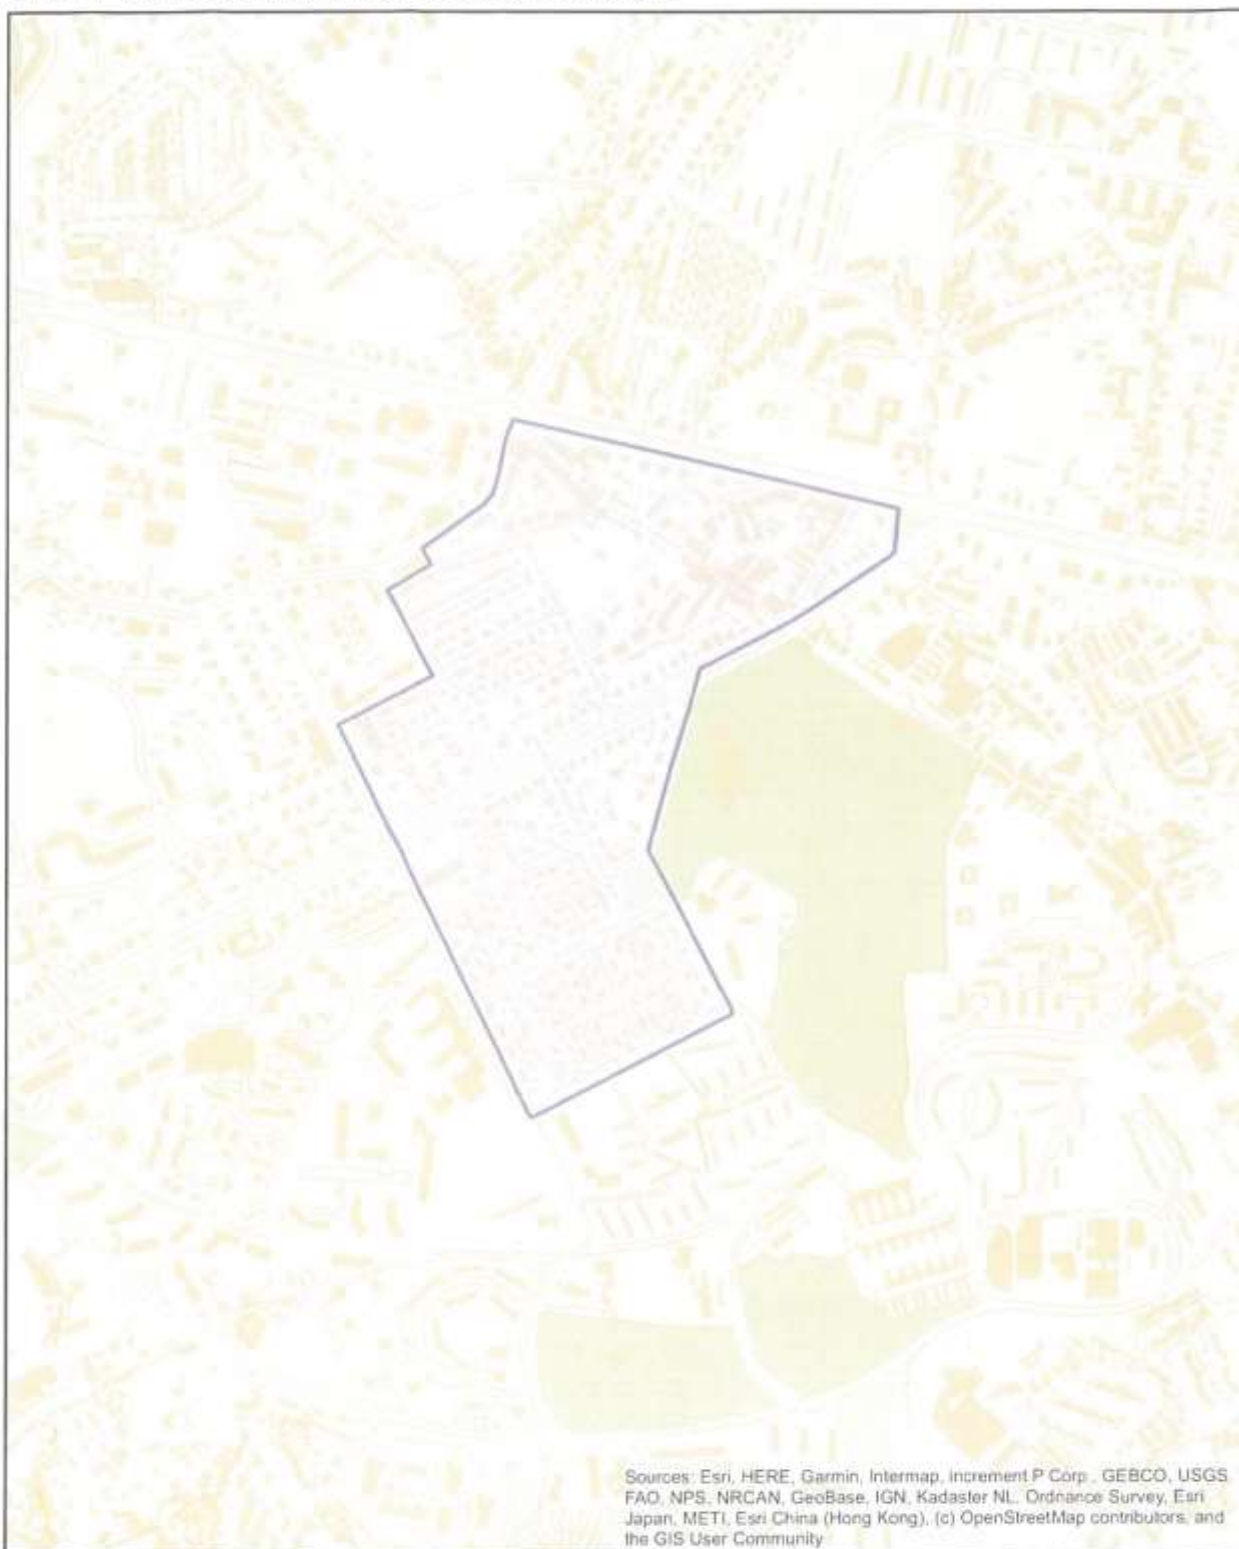 Sources: Esri, HERE, Garmin, Intermap, increment P Corp., GEBCO, USGS,
FAO, NPS, NRCAN, GeoBase, IGN, Kadaster NL, Ordnance Survey, Esri
Japan, METI, Esri China (Hong Kong), (c) OpenStreetMap contributors, and
the GIS User Community